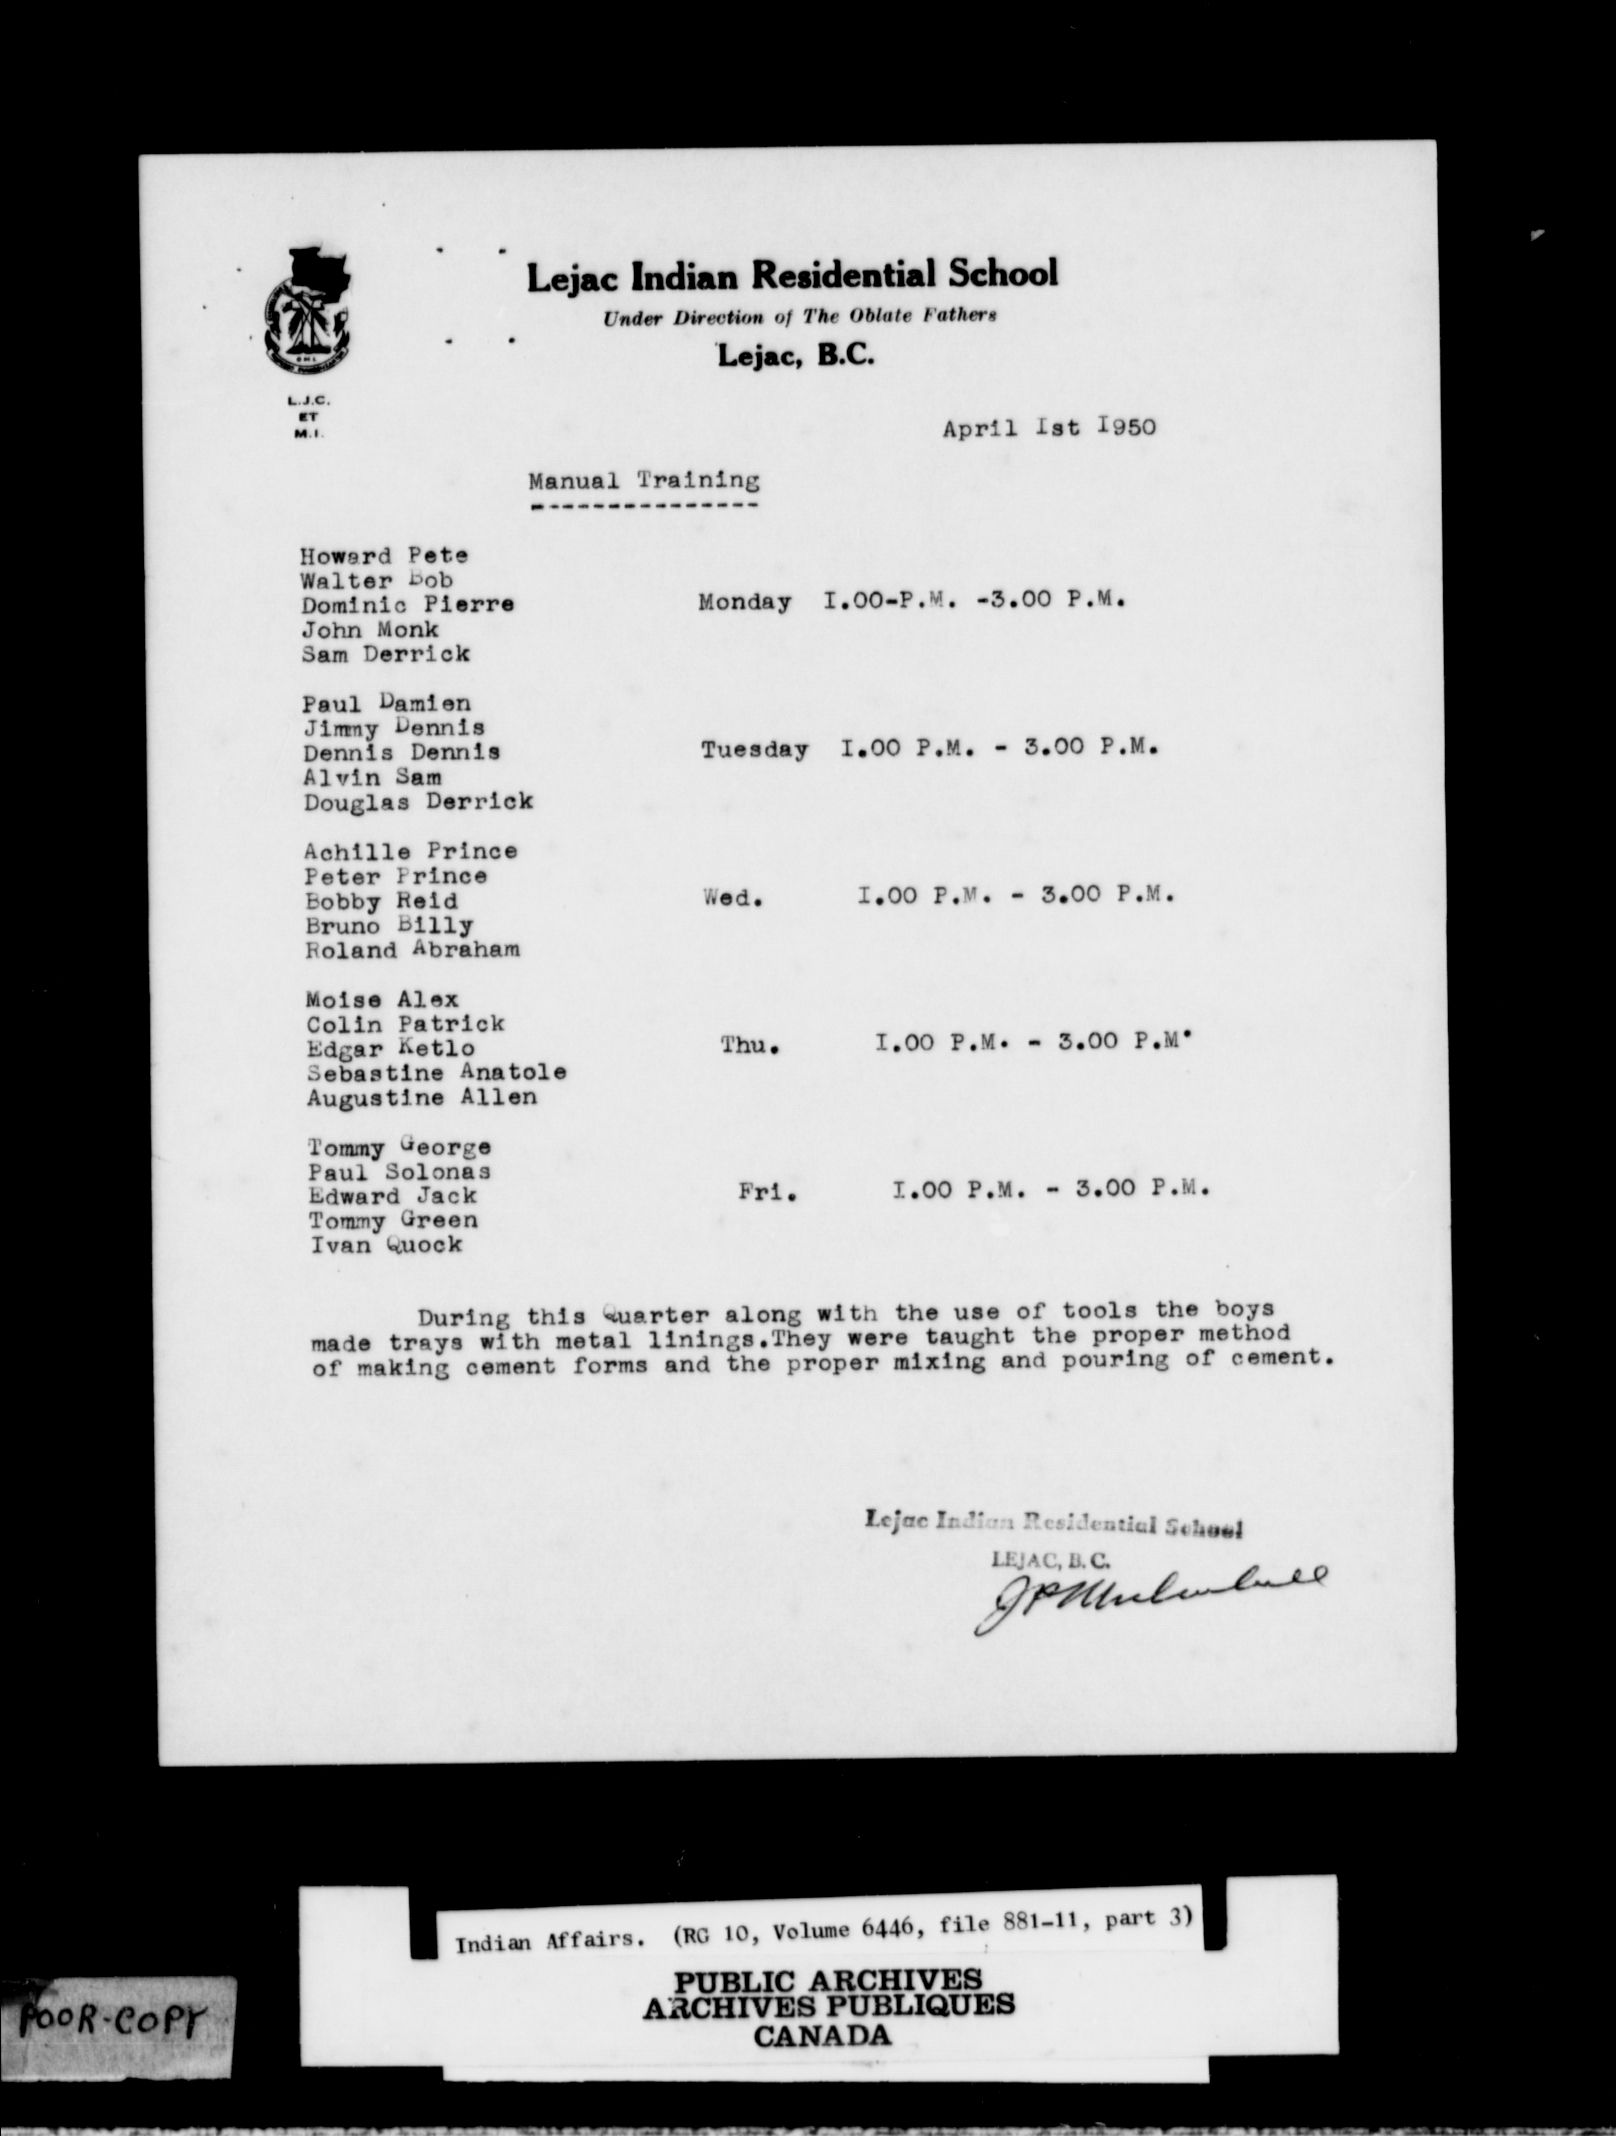 Lejac Indian Residential School
Under Direction of The Oblate Fathers
Lejac, B.C.
O M I
L.J.C.
ET
M.I.
April Ist I950
Manual Training
----------------
Howard Pete
Walter Bob
Dominic Pierre Monday I.00-P.M. -3.00 P.M.
John Monk
Sam Derrick
Paul Damien
Jimmy Dennis
Dennis Dennis Tuesday I.00 P.M. - 3.00 P.M.
Alvin Sam
Douglas Derrick
Achille Prince
Peter Prince
Bobby Reid Wed. I.00 P.M. - 3.00 P.M.
Bruno Billy
Roland Abraham
Moise Alex
Colin Patrick
Edgar Ketlo Thu. I.00 P.M. - 3.00 P.M.
Sebastine Anatole
Augustine Allen
Tommy George
Paul Solonas
Edward Jack Fri. I.00 P.M. - 3.00 P.M.
Tommy Green
Ivan Quock
During this Quarter along with the use of tools the boys
made trays with metal linings.They were taught the proper method
of making cement forms and the proper mixing and pouring of cement.
Lejac Indian Residential School
LEJAC, B.C.
Indian Affairs. (RG 10, Volume 6446, file 881-11, part 3)
PUBLIC ARCHIVES
ARCHIVES PUBLIQUES
CANADA
POOR-COPY